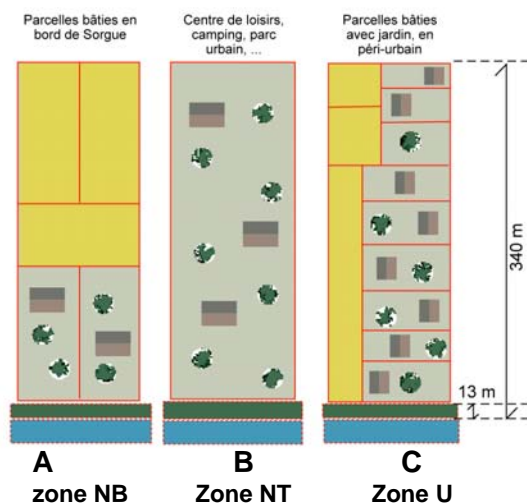 Parcelles bâties en
bord de Sorgue
Centre de loisirs,
camping, parc
urbain, ...
Parcelles bâties
avec jardin, en
péri-urbain
340 m
13 m
A
B
C
zone NB
Zone NT
Zone U